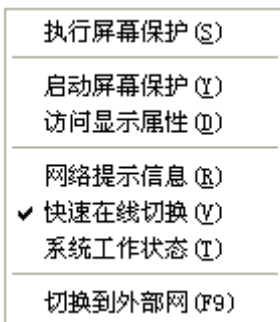 执行屏幕保护(S)
启动屏幕保护(Y)
访问显示属性(D)
网络提示信息(R)
快速在线切换(V)
系统工作状态(T)
切换到外部网(F9)